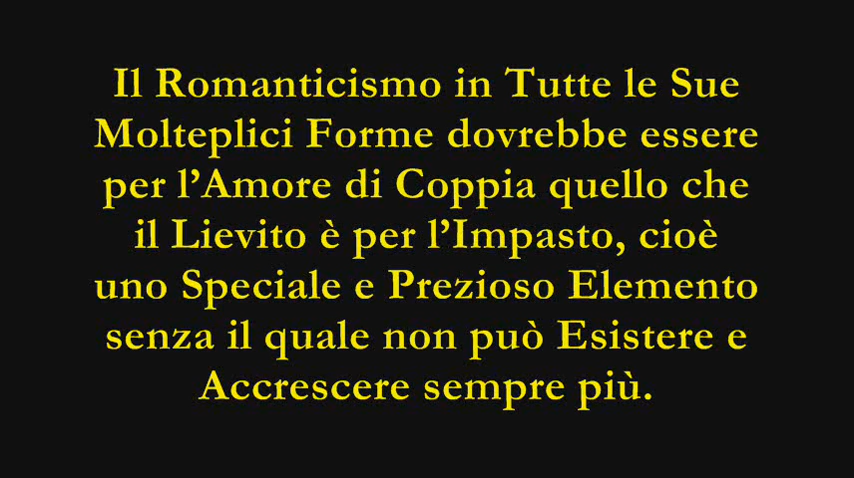 Il Romanticismo in Tutte le Sue
Molteplici Forme dovrebbe essere
per l’Amore di Coppia quello che
il Lievito è per l’Impasto, cioè
uno Speciale e Prezioso Elemento
senza il quale non può Esistere e
Accrescere sempre più.